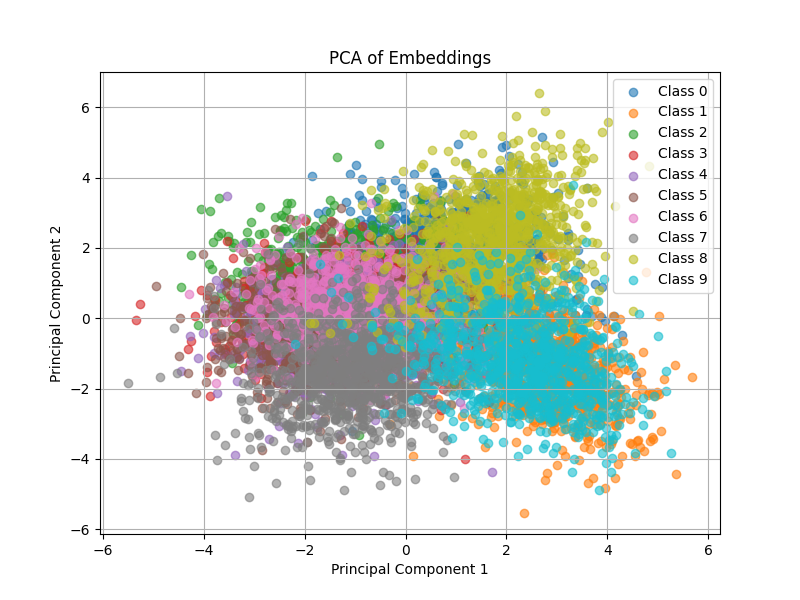 PCA of Embeddings
Class 0
Class 1
Class 2
Class 3
Class 4
Class 5
Class 6
Class 7
Class 8
Class 9
6
4
2
0
−2
−4
−6
Principal Component 2
−6 −4 −2 0 2 4 6
Principal Component 1